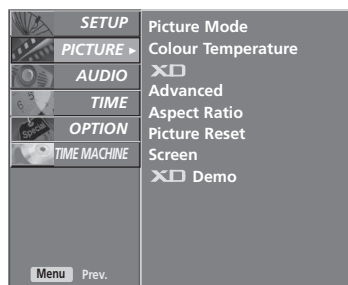 SETUP
PICTURE ►
AUDIO
TIME
OPTION
TIME MACHINE
Menu Prev.
Picture Mode
Colour Temperature
XD
Advanced
Aspect Ratio
Picture Reset
Screen
XD Demo
Special